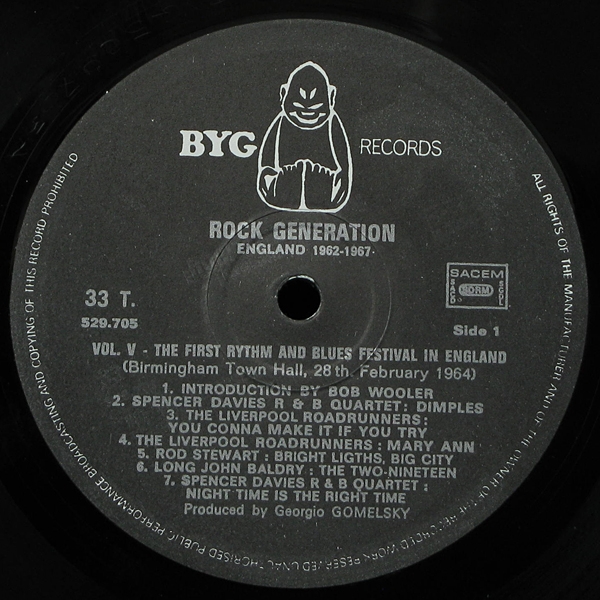 BYG RECORDS
ROCK GENERATION
ENGLAND 1962-1967.
33 T.
529.705
SACEM
SACD SDRM SGDL
Side 1
VOL. V - THE FIRST RYTHM AND BLUES FESTIVAL IN ENGLAND
(Birmingham Town Hall, 28th. February 1964)
1. INTRODUCTION BY BOB WOOLER
2. SPENCER DAVIES R & B QUARTET: DIMPLES
3. THE LIVERPOOL ROADRUNNERS:
YOU CONNA MAKE IT IF YOU TRY
4. THE LIVERPOOL ROADRUNNERS: MARY ANN
5. ROD STEWART: BRIGHT LIGTHS, BIG CITY
6. LONG JOHN BALDRY: THE TWO-NINETEEN
7. SPENCER DAVIES R & B QUARTET:
NIGHT TIME IS THE RIGHT TIME
Produced by Georgio GOMELSKY
ALL RIGHTS OF THE MANUFACTURER AND OF THE OWNER OF THE RECORDED WORK RESERVED UNAUTHORISED PUBLIC PERFORMANCE BROADCASTING AND COPYING OF THIS RECORD PROHIBITED